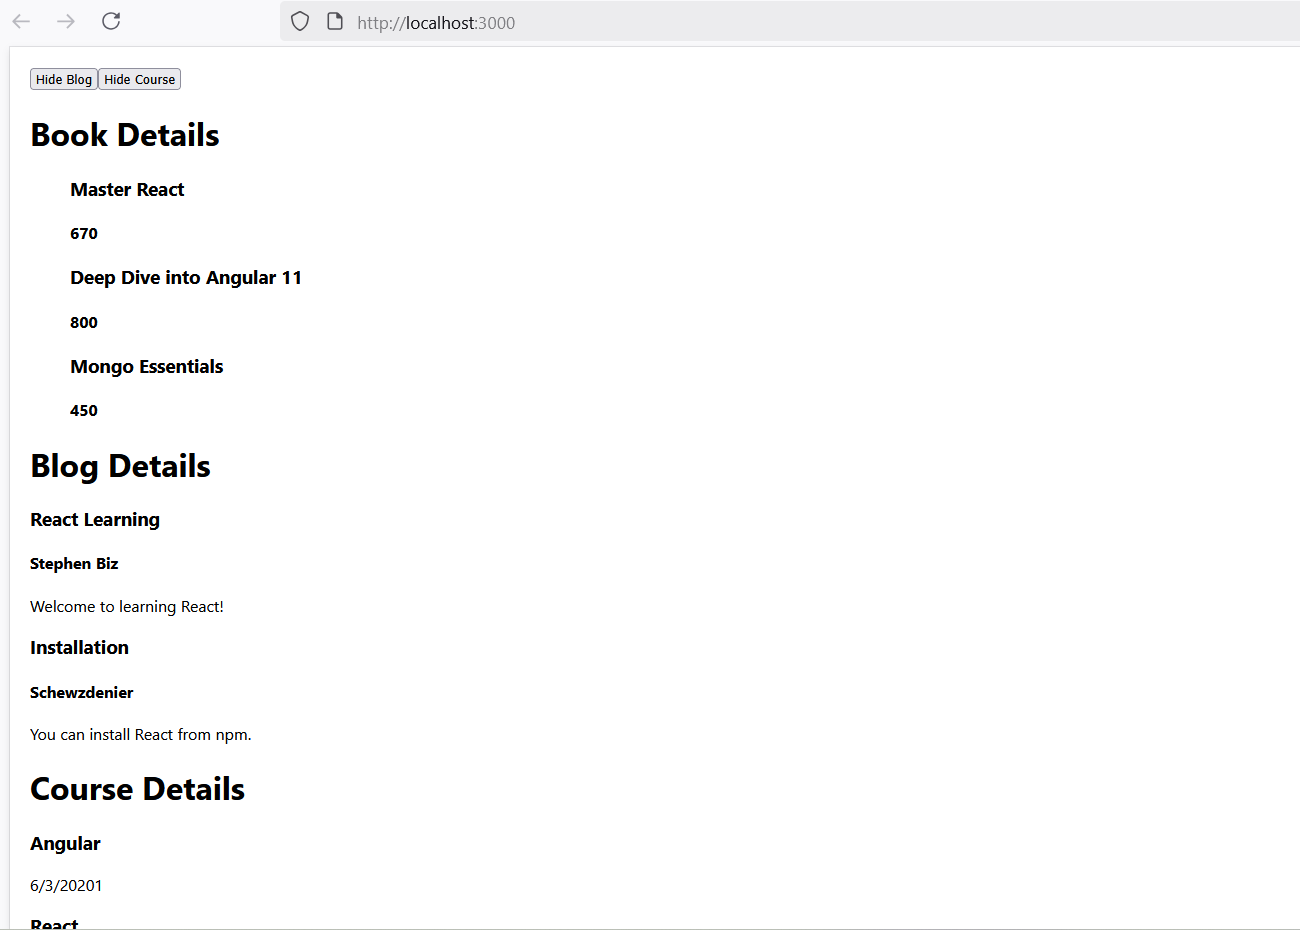 http://localhost:3000
Hide Blog Hide Course
Book Details
Master React
670
Deep Dive into Angular 11
800
Mongo Essentials
450
Blog Details
React Learning
Stephen Biz
Welcome to learning React!
Installation
Schewzdenier
You can install React from npm.
Course Details
Angular
6/3/20201
React